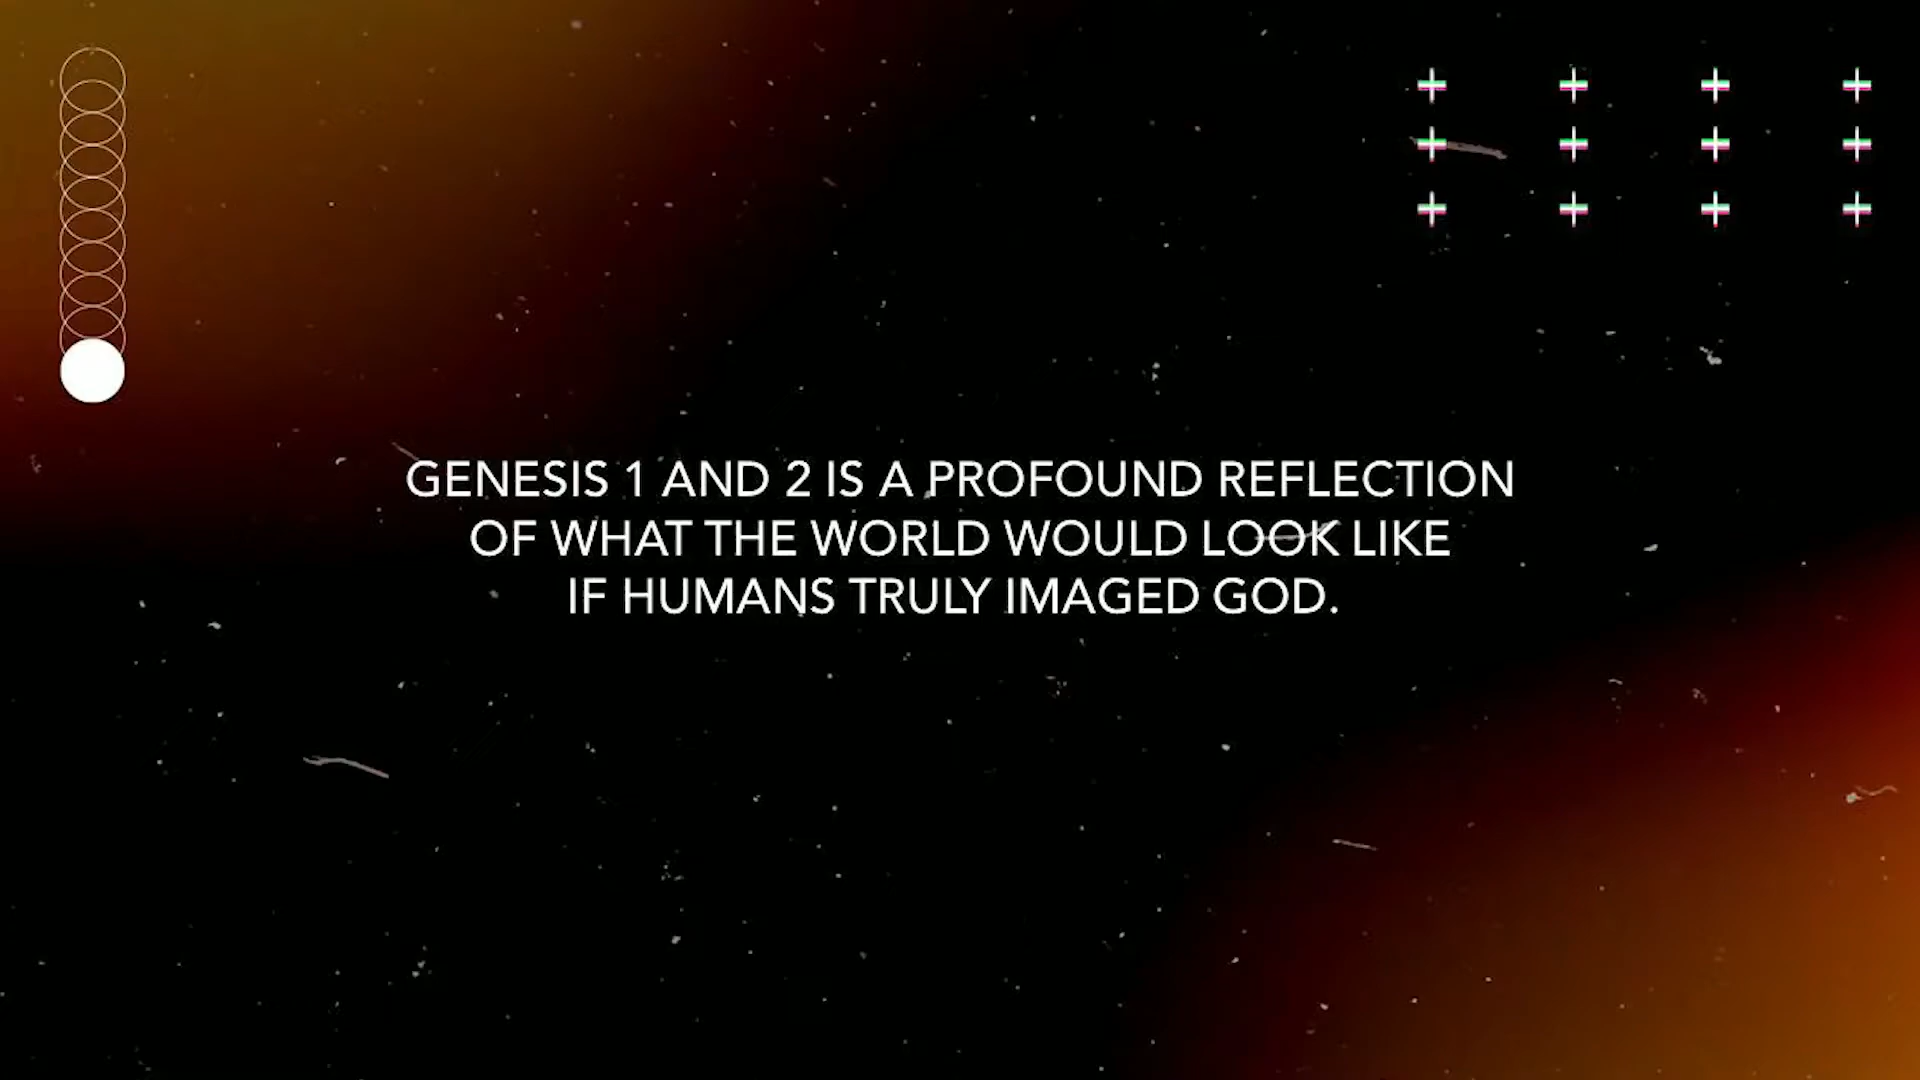 GENESIS 1 AND 2 IS A PROFOUND REFLECTION
OF WHAT THE WORLD WOULD LOOK LIKE
IF HUMANS TRULY IMAGED GOD.